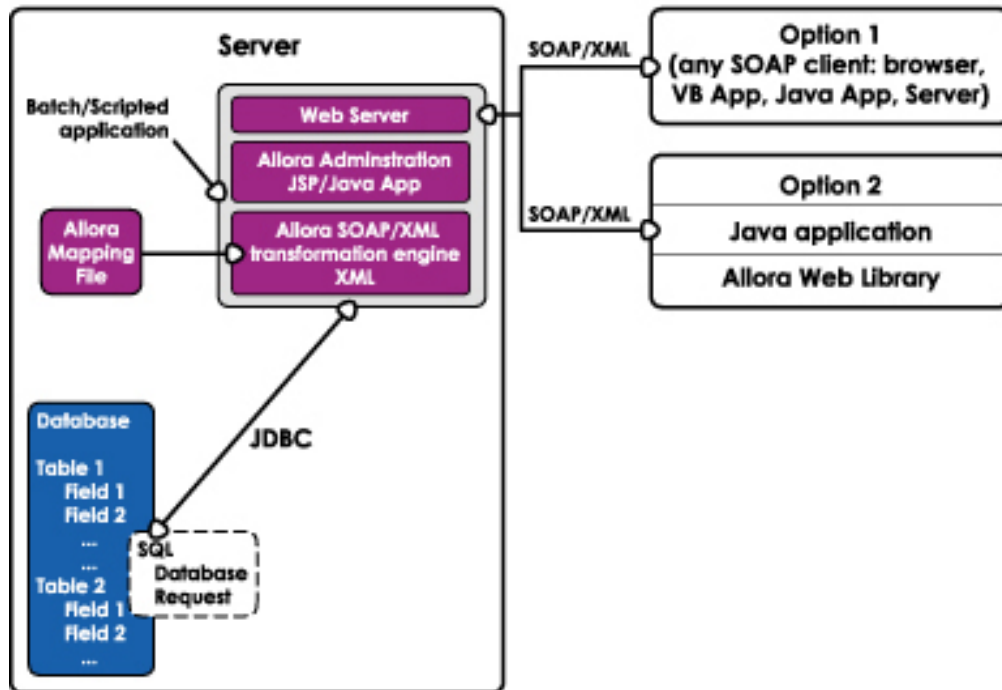 Server
Batch/Scripted
application
Web Server
Allora Adminstration
JSP/Java App
Allora SOAP/XML
transformation engine
XML
Allora
Mapping
File
JDBC
Database
Table 1
Field 1
Field 2
...
...
Table 2
Field 1
Field 2
...
SQL
Database
Request
SOAP/XML
Option 1
(any SOAP client: browser,
VB App, Java App, Server)
SOAP/XML
Option 2
Java application
Allora Web Library